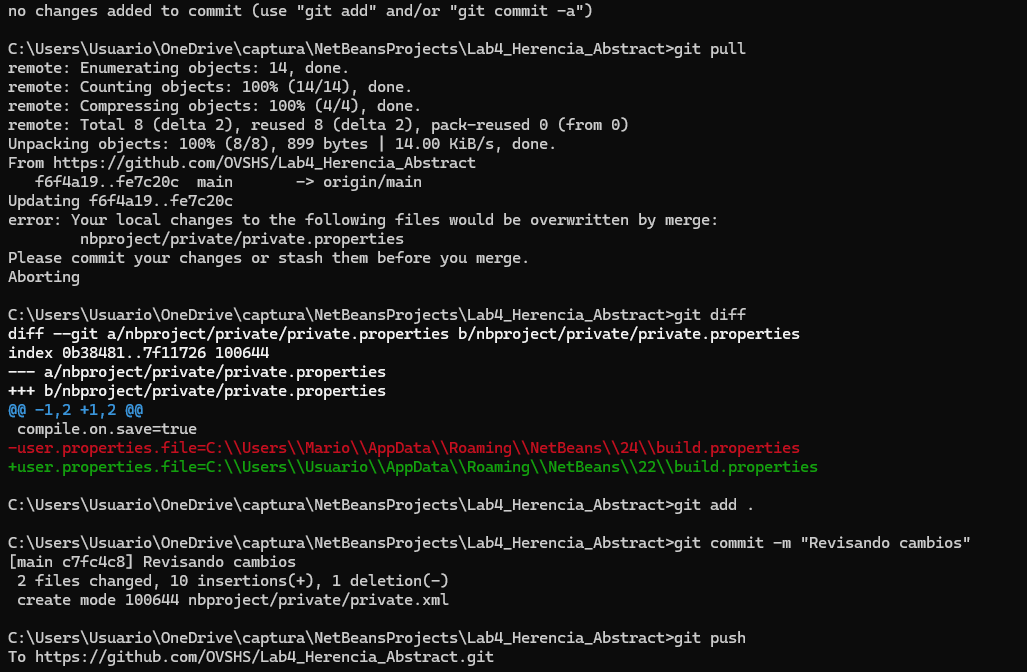 no changes added to commit (use "git add" and/or "git commit -a")
C:\Users\Usuario\OneDrive\captura\NetBeansProjects\Lab4_Herencia_Abstract>git pull
remote: Enumerating objects: 14, done.
remote: Counting objects: 100% (14/14), done.
remote: Compressing objects: 100% (4/4), done.
remote: Total 8 (delta 2), reused 8 (delta 2), pack-reused 0 (from 0)
Unpacking objects: 100% (8/8), 899 bytes | 14.00 KiB/s, done.
From https://github.com/OVSHS/Lab4_Herencia_Abstract
   f6f4a19..fe7c20c  main       -> origin/main
Updating f6f4a19..fe7c20c
error: Your local changes to the following files would be overwritten by merge:
        nbproject/private/private.properties
Please commit your changes or stash them before you merge.
Aborting
C:\Users\Usuario\OneDrive\captura\NetBeansProjects\Lab4_Herencia_Abstract>git diff
diff --git a/nbproject/private/private.properties b/nbproject/private/private.properties
index 0b38481..7f11726 100644
--- a/nbproject/private/private.properties
+++ b/nbproject/private/private.properties
@@ -1,2 +1,2 @@
 compile.on.save=true
-user.properties.file=C:\\Users\\Mario\\AppData\\Roaming\\NetBeans\\24\\build.properties
+user.properties.file=C:\\Users\\Usuario\\AppData\\Roaming\\NetBeans\\22\\build.properties
C:\Users\Usuario\OneDrive\captura\NetBeansProjects\Lab4_Herencia_Abstract>git add .
C:\Users\Usuario\OneDrive\captura\NetBeansProjects\Lab4_Herencia_Abstract>git commit -m "Revisando cambios"
[main c7fc4c8] Revisando cambios
 2 files changed, 10 insertions(+), 1 deletion(-)
 create mode 100644 nbproject/private/private.xml
C:\Users\Usuario\OneDrive\captura\NetBeansProjects\Lab4_Herencia_Abstract>git push
To https://github.com/OVSHS/Lab4_Herencia_Abstract.git